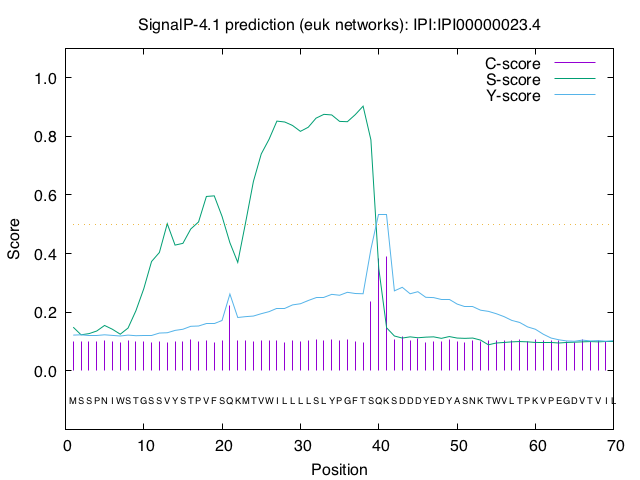 SignalP-4.1 prediction (euk networks): IPI:IPI00000023.4
C-score
S-score
Y-score
1.0
0.8
0.6
0.4
0.2
0.0
Score
MSSPNIWSTGSSVYSTPVFSQKMTVWILLLLSLYPGFTSQKSDDDYEDYASNKTWVLTPKVPEGDVTVIL
0 10 20 30 40 50 60 70
Position